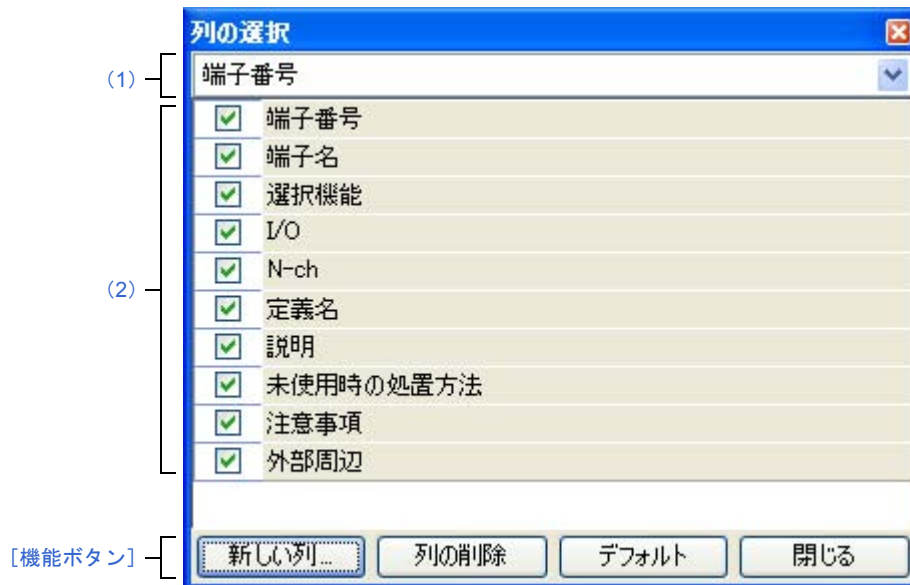 列の選択
(1)
端子番号
(2)
端子番号
端子名
選択機能
I/O
N-ch
定義名
説明
未使用時の処置方法
注意事項
外部周辺
[機能ボタン]
新しい列...
列の削除
デフォルト
閉じる